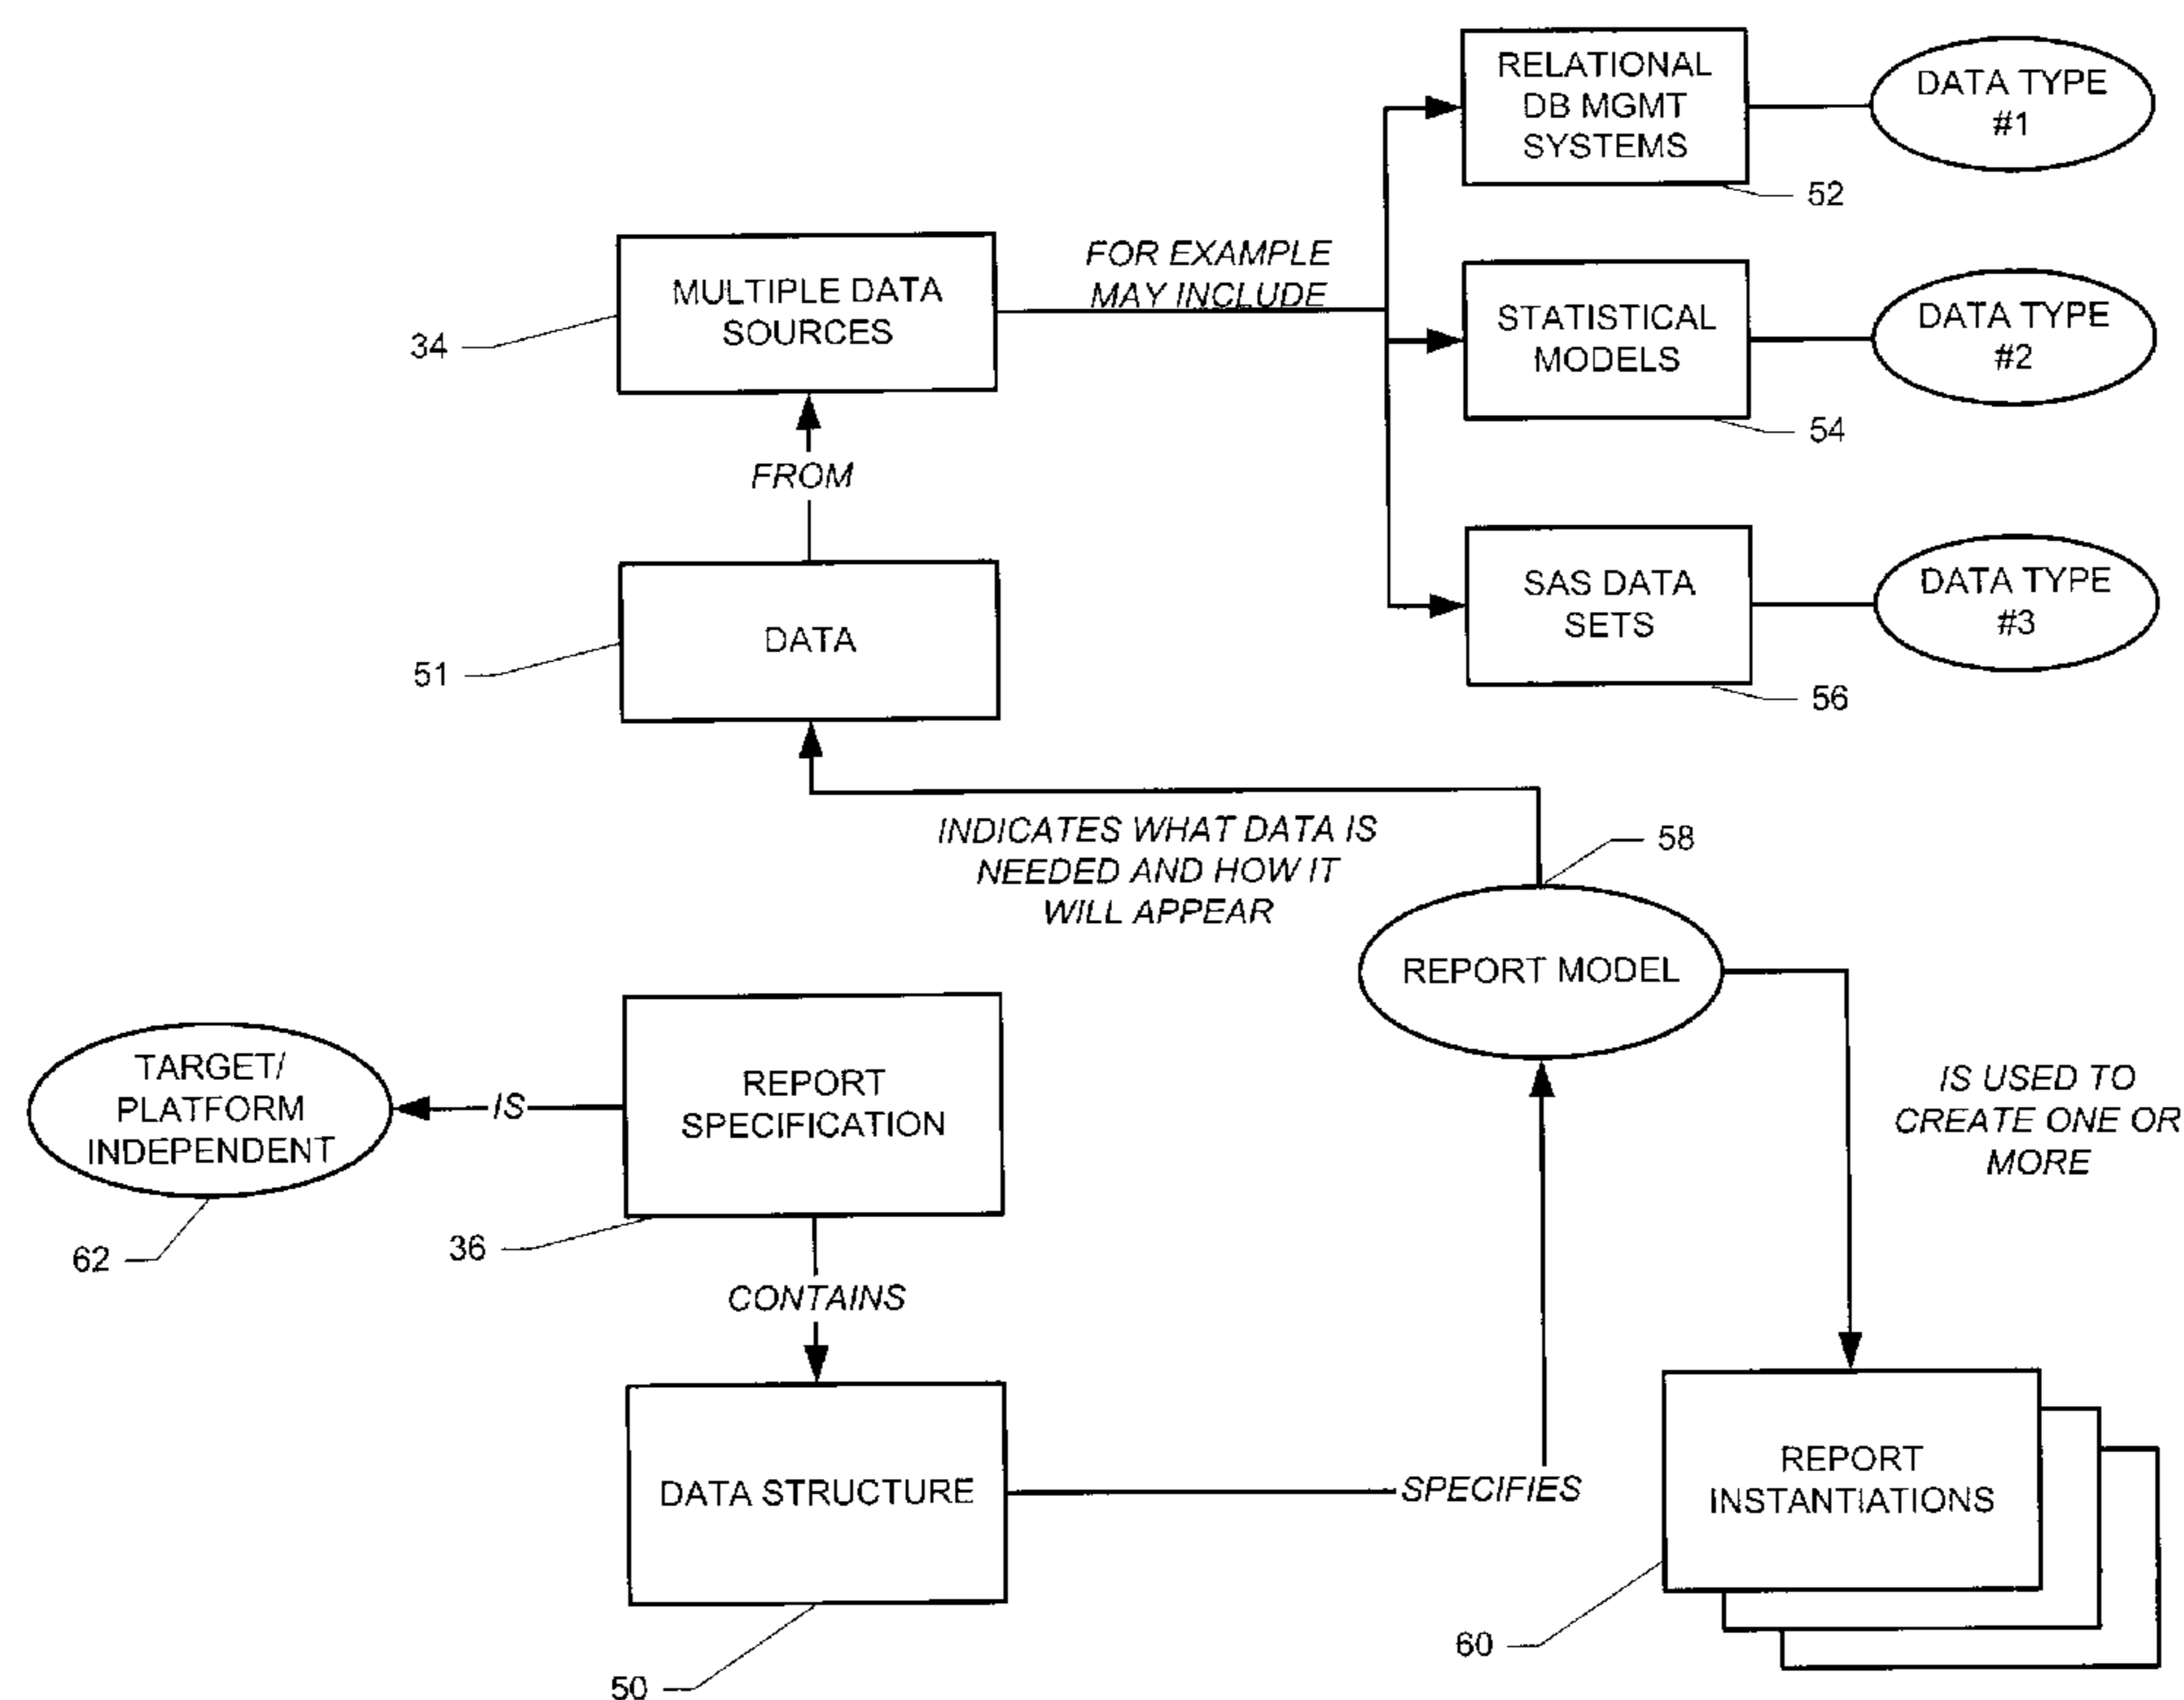 RELATIONAL
DB MGMT
SYSTEMS
DATA TYPE
#1
52
MULTIPLE DATA
SOURCES
34
FOR EXAMPLE
MAY INCLUDE
STATISTICAL
MODELS
DATA TYPE
#2
54
FROM
DATA
51
SAS DATA
SETS
DATA TYPE
#3
56
INDICATES WHAT DATA IS
NEEDED AND HOW IT
WILL APPEAR
58
REPORT MODEL
TARGET/
PLATFORM
INDEPENDENT
62
IS
REPORT
SPECIFICATION
36
IS USED TO
CREATE ONE OR
MORE
CONTAINS
DATA STRUCTURE
50
SPECIFIES
REPORT
INSTANTIATIONS
60